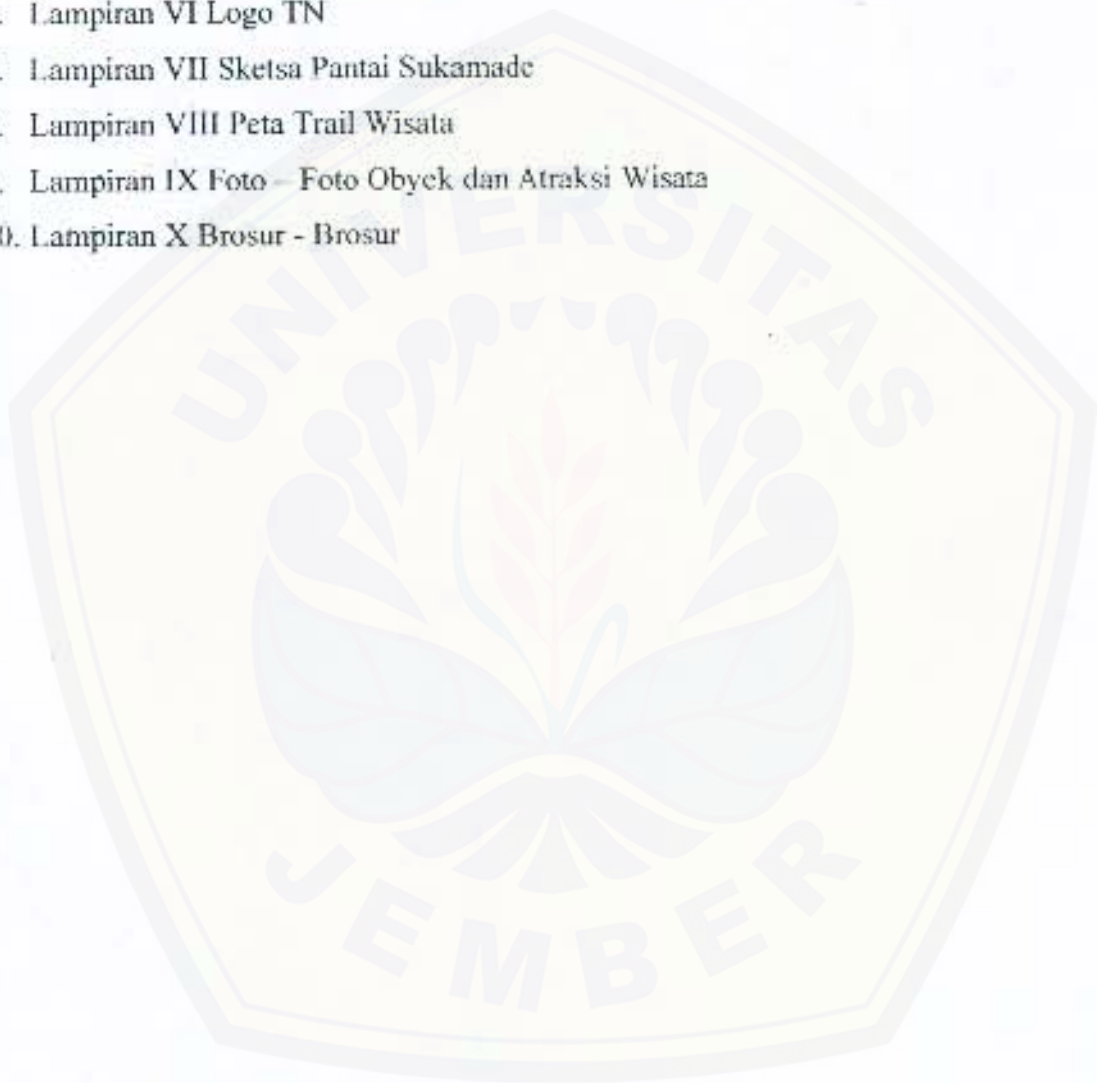 . Lampiran VI Logo TN
. Lampiran VII Sketsa Pantai Sukamade
. Lampiran VIII Peta Trail Wisata
. Lampiran IX Foto – Foto Obyek dan Atraksi Wisata
0. Lampiran X Brosur - Brosur
UNIVERSITAS
JEMBER